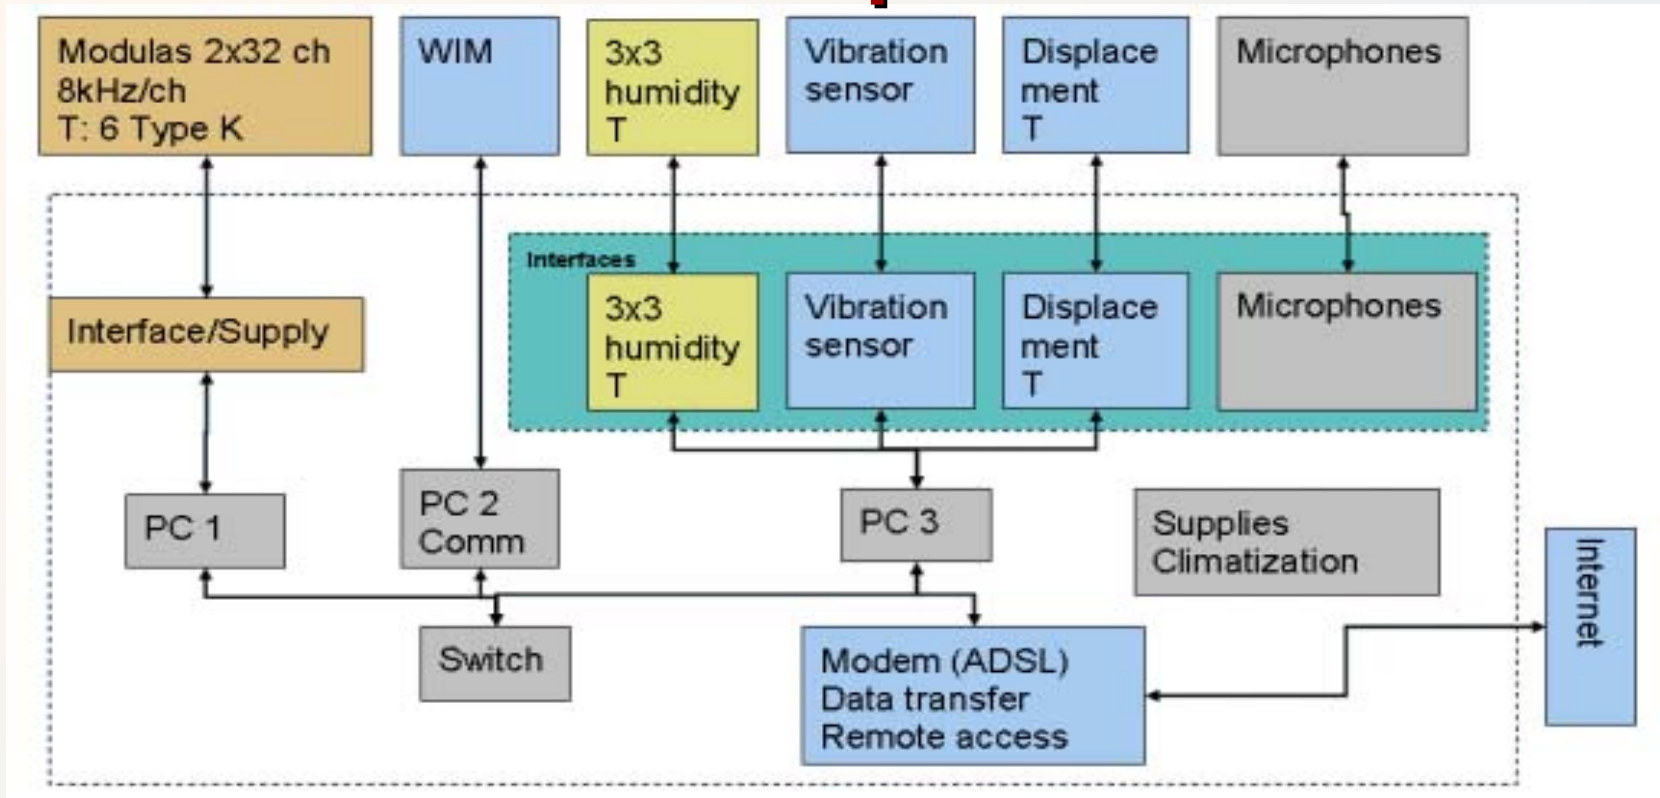 Modulas 2x32 ch
8kHz/ch
T: 6 Type K
WIM
3x3
humidity
T
Vibration
sensor
Displace
ment
T
Microphones
Interfaces
Interface/Supply
3x3
humidity
T
Vibration
sensor
Displace
ment
T
Microphones
PC 1
PC 2
Comm
PC 3
Supplies
Climatization
Internet
Switch
Modem (ADSL)
Data transfer
Remote access